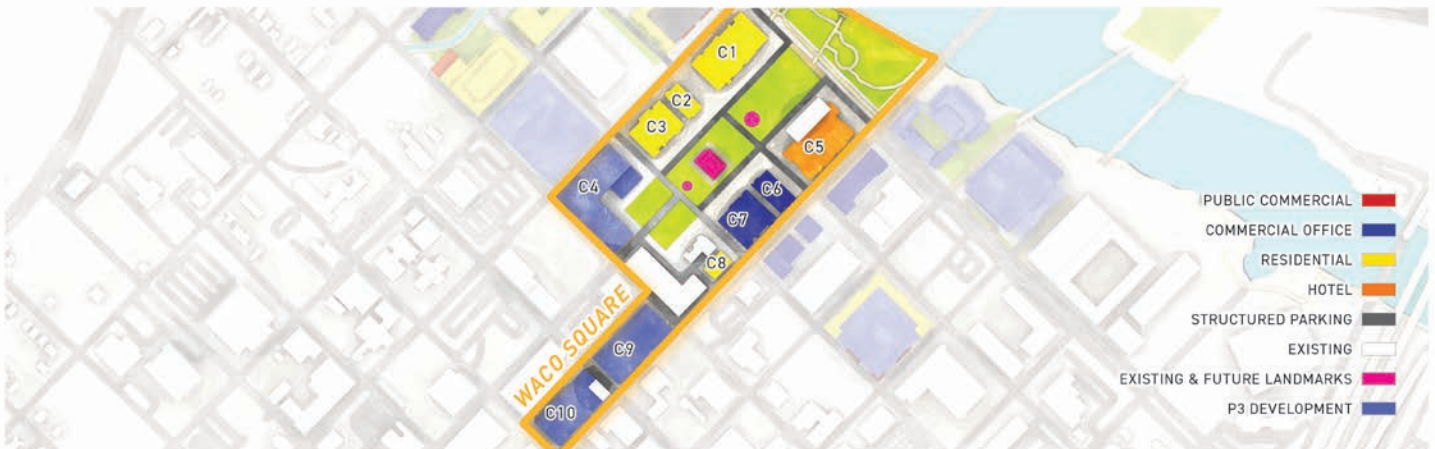 C1
C2
C3
C4
C5
C6
C7
C8
C9
C10
WACO SQUARE
PUBLIC COMMERCIAL
COMMERCIAL OFFICE
RESIDENTIAL
HOTEL
STRUCTURED PARKING
EXISTING
EXISTING & FUTURE LANDMARKS
P3 DEVELOPMENT